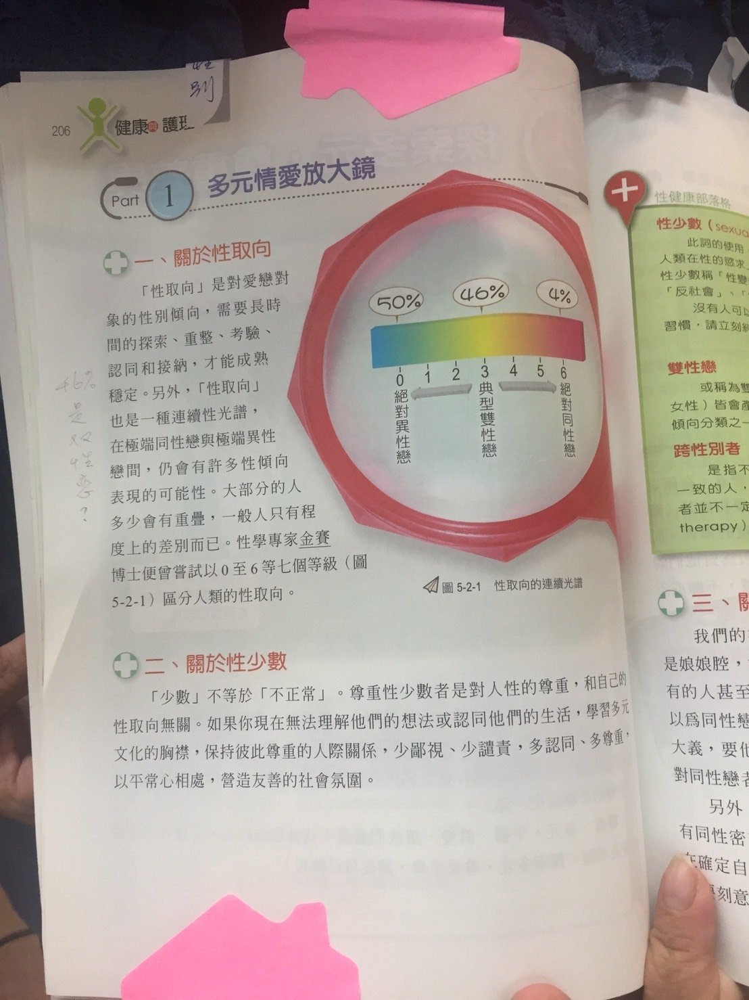 性
別
206
健康與護理
Part 1 多元情愛放大鏡
一、關於性取向
「性取向」是對愛戀對
象的性別傾向，需要長時
間的探索、重整、考驗、
認同和接納，才能成熟
穩定。另外，「性取向」
也是一種連續性光譜，
在極端同性戀與極端異性
戀間，仍會有許多性傾向
表現的可能性。大部分的人
多少會有重疊，一般人只有程
度上的差別而已。性學專家金賽
博士便曾嘗試以0至6等七個等級（圖
5-2-1）區分人類的性取向。
46%
是
双
性
戀
？
50% 46% 4%
0 1 2 3 4 5 6
絕對異性戀
典型雙性戀
絕對同性戀
圖 5-2-1 性取向的連續光譜
二、關於性少數
「少數」不等於「不正常」。尊重性少數者是對人性的尊重，和自己的
性取向無關。如果你現在無法理解他們的想法或認同他們的生活，學習多元
文化的胸襟，保持彼此尊重的人際關係，少鄙視、少譴責，多認同、多尊重，
以平常心相處，營造友善的社會氛圍。
性健康部落格
性少數（sexua
此詞的使用
人類在性的慾求
性少數稱「性變
「反社會」、「
沒有人可以
習慣，請立刻糾
雙性戀
或稱為雙
女性）皆會產
傾向分類之一
跨性別者
是指不
一致的人，
者並不一定
therapy）
三、關
我們的
是娘娘腔，
有的人甚至
以為同性戀
大義，要他
對同性戀者
另外
有同性密
在確定自
刻意